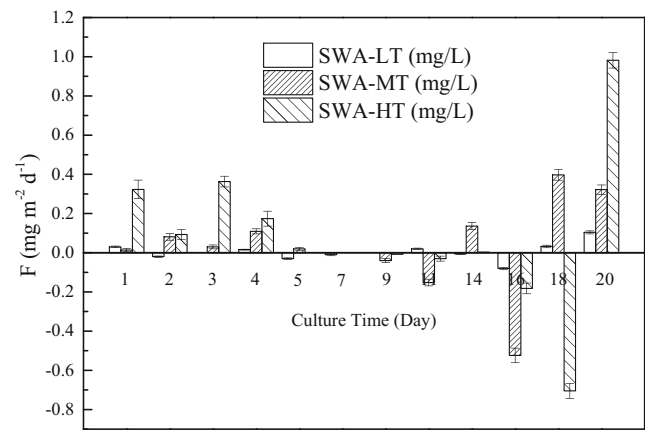 1.2
1.0
0.8
0.6
0.4
0.2
0.0
-0.2
-0.4
-0.6
-0.8
F (mg m⁻² d⁻¹)
SWA-LT (mg/L)
SWA-MT (mg/L)
SWA-HT (mg/L)
1 2 3 4 5 7 9 11 14 16 18 20
Culture Time (Day)